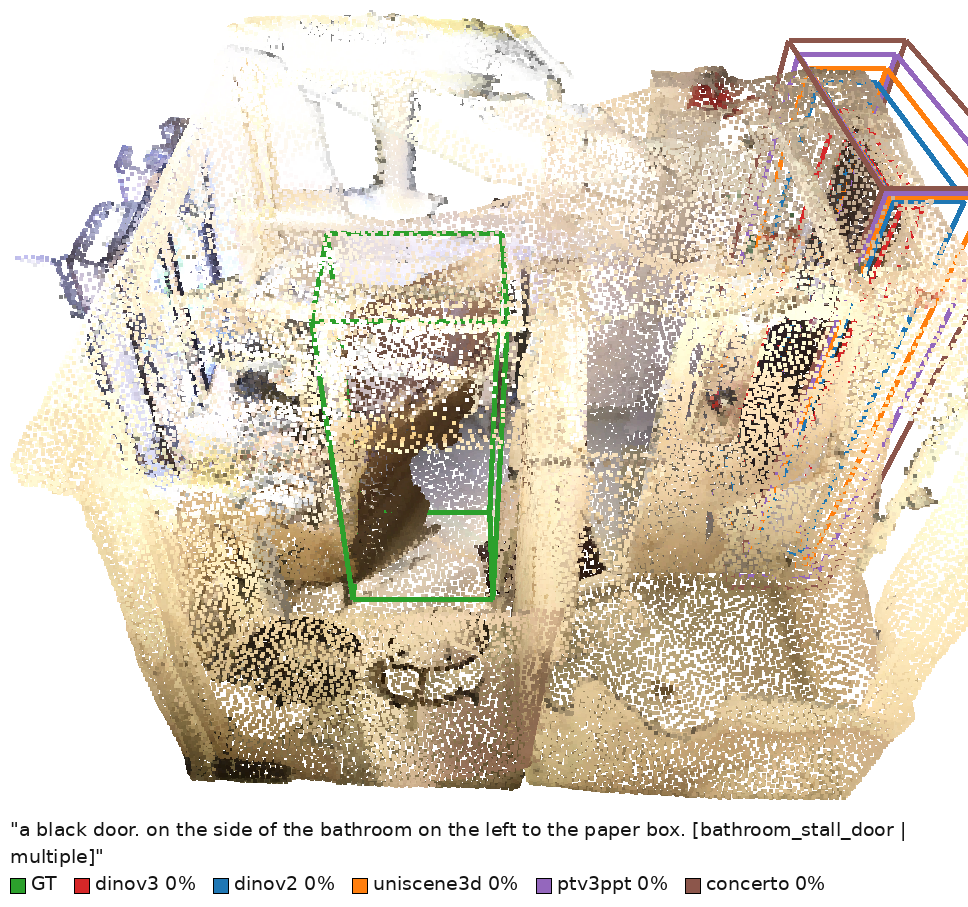 "a black door. on the side of the bathroom on the left to the paper box. [bathroom_stall_door |
multiple]"
GT dinov3 0% dinov2 0% uniscene3d 0% ptv3ppt 0% concerto 0%